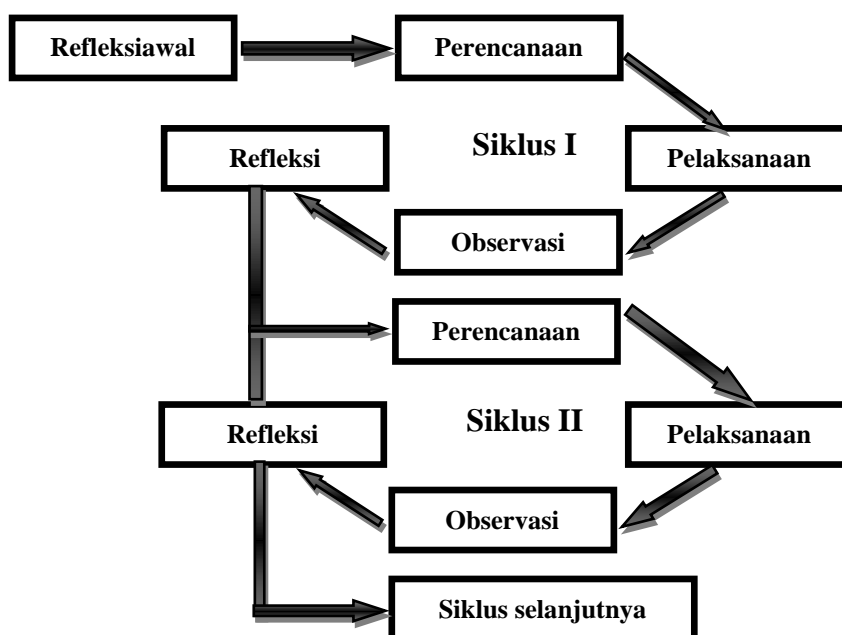 Refleksiawal
Perencanaan
Siklus I
Refleksi
Pelaksanaan
Observasi
Perencanaan
Siklus II
Refleksi
Pelaksanaan
Observasi
Siklus selanjutnya